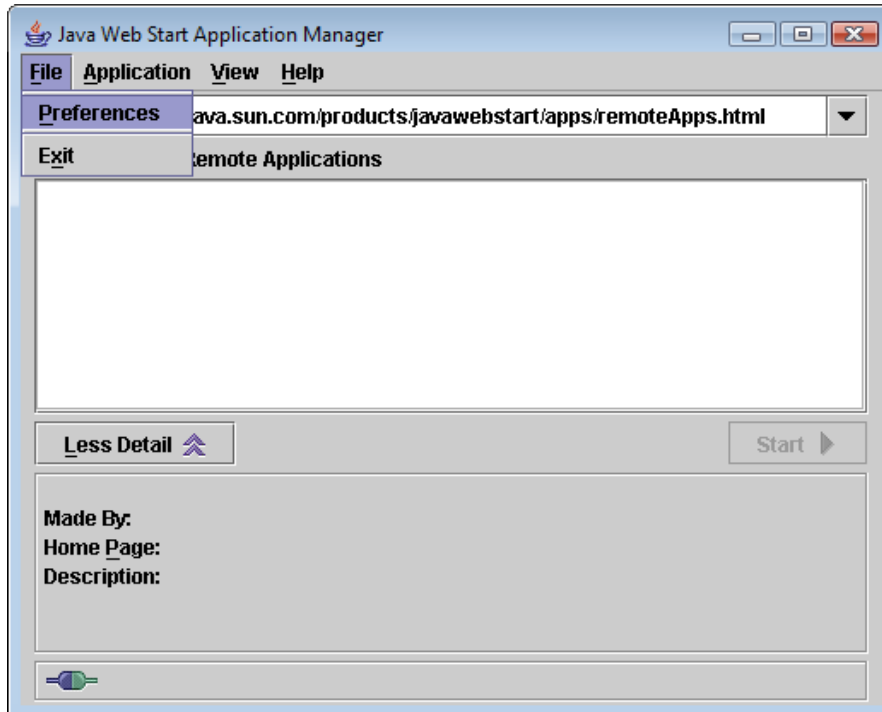 Java Web Start Application Manager
File Application View Help
Preferences
ava.sun.com/products/javawebstart/apps/remoteApps.html
Exit
Remote Applications
Less Detail
Start
Made By:
Home Page:
Description: